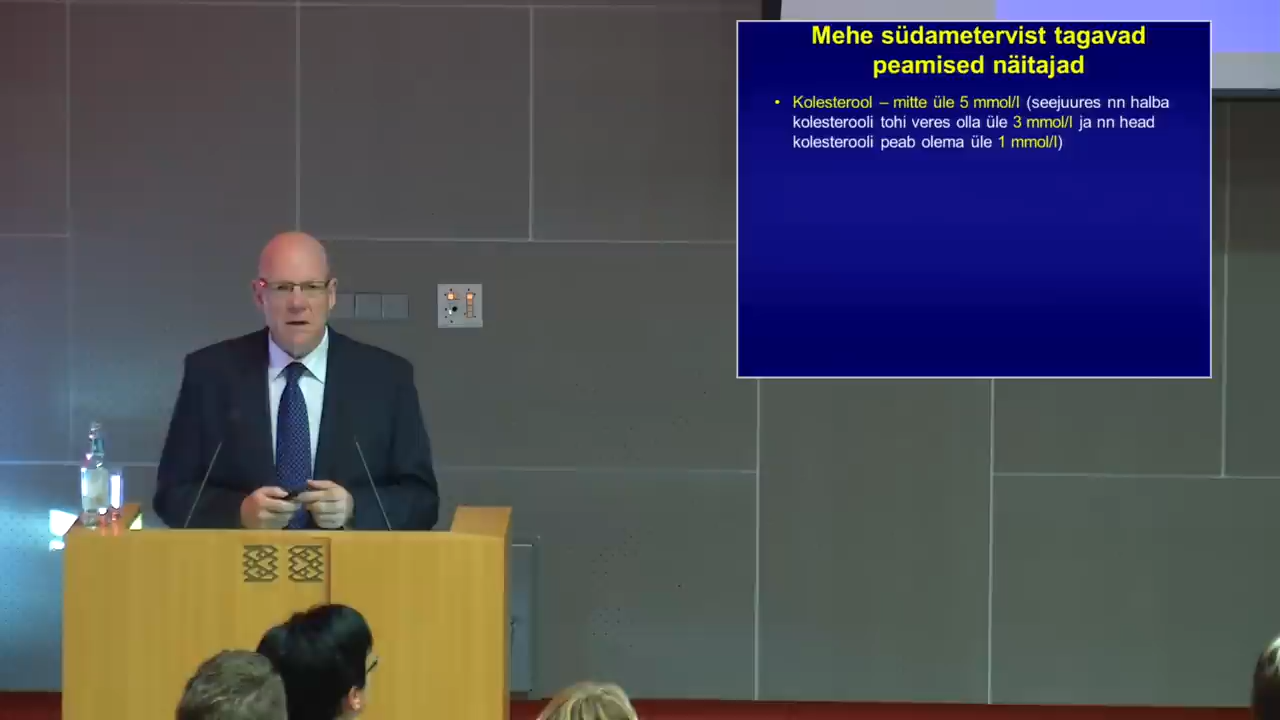 Mehe südametervist tagavad
peamised näitajad
• Kolesterool – mitte üle 5 mmol/l (seejuures nn halba
kolesterooli tohi veres olla üle 3 mmol/l ja nn head
kolesterooli peab olema üle 1 mmol/l)